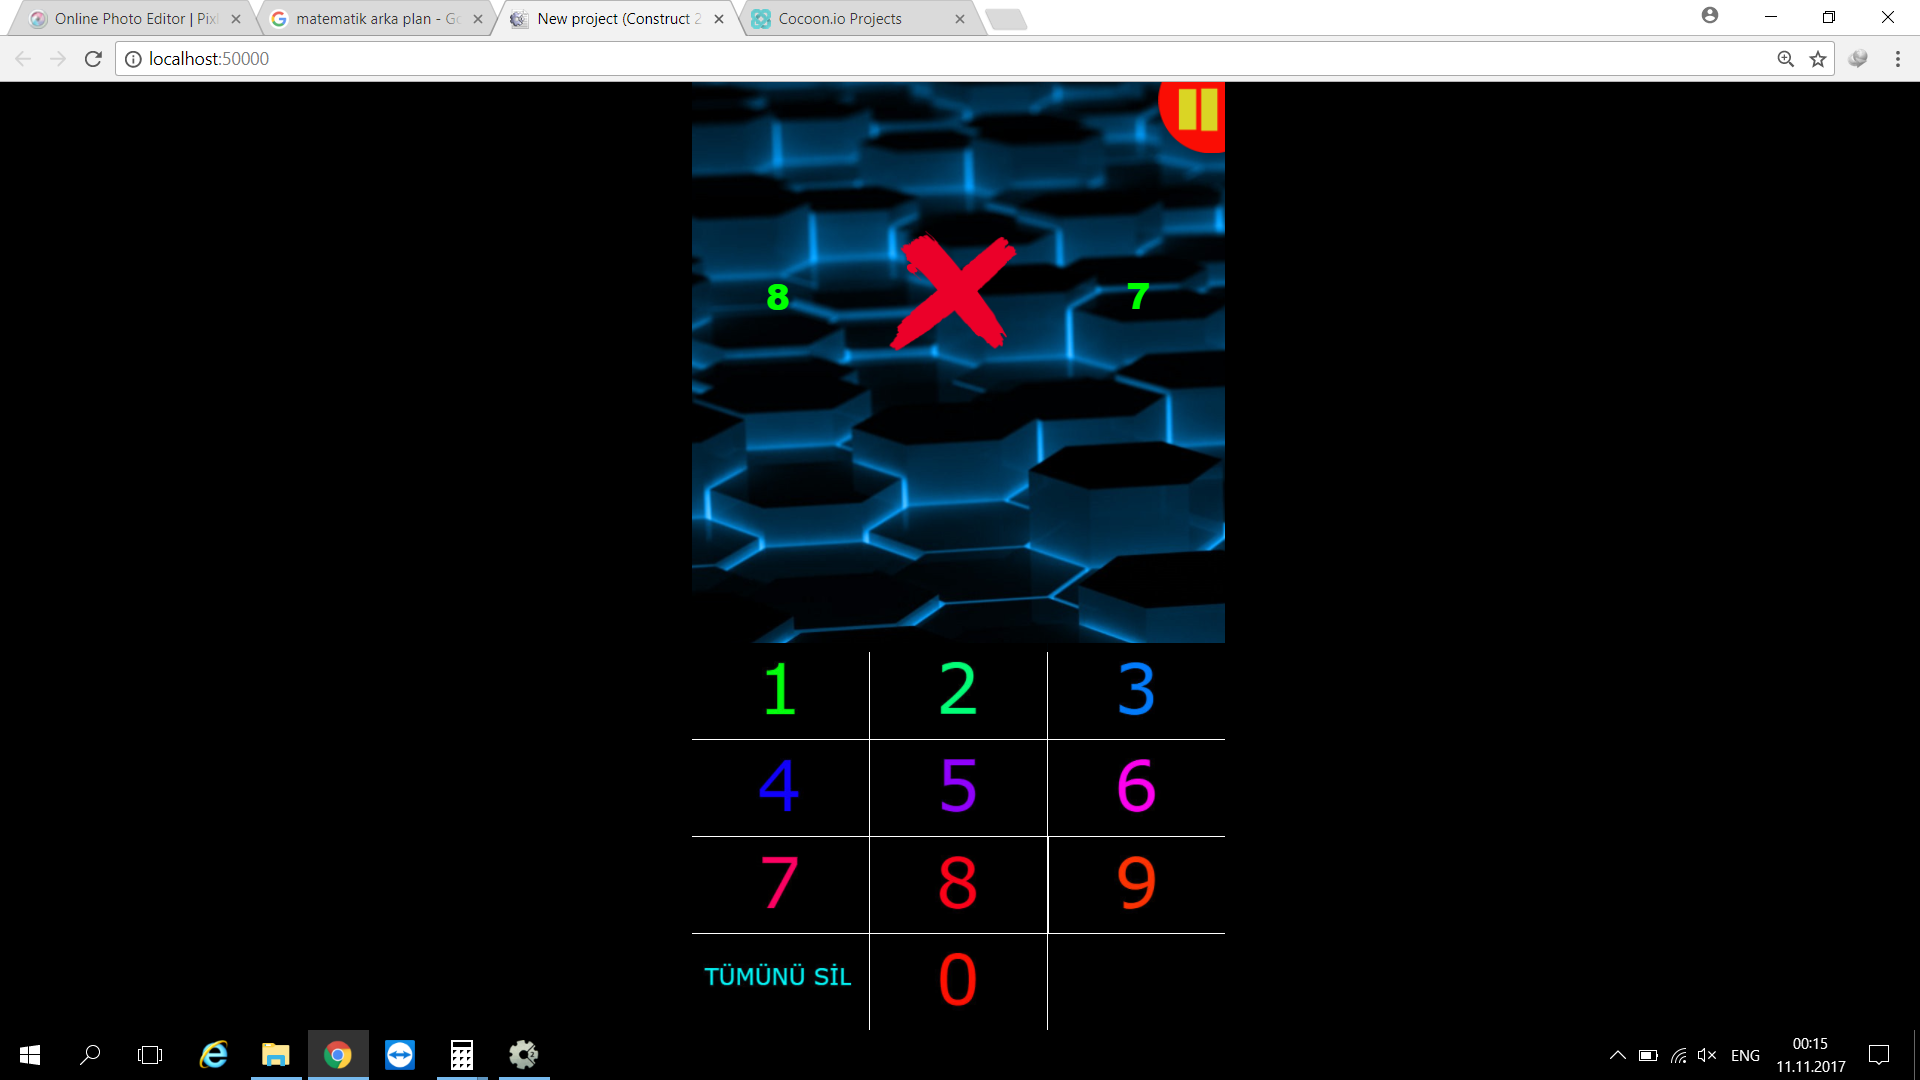 Online Photo Editor | Pixl
matematik arka plan - Go
New project (Construct 2
Cocoon.io Projects
localhost:50000
8 7
1 2 3
4 5 6
7 8 9
TÜMÜNÜ SİL 0
ENG
00:15
11.11.2017